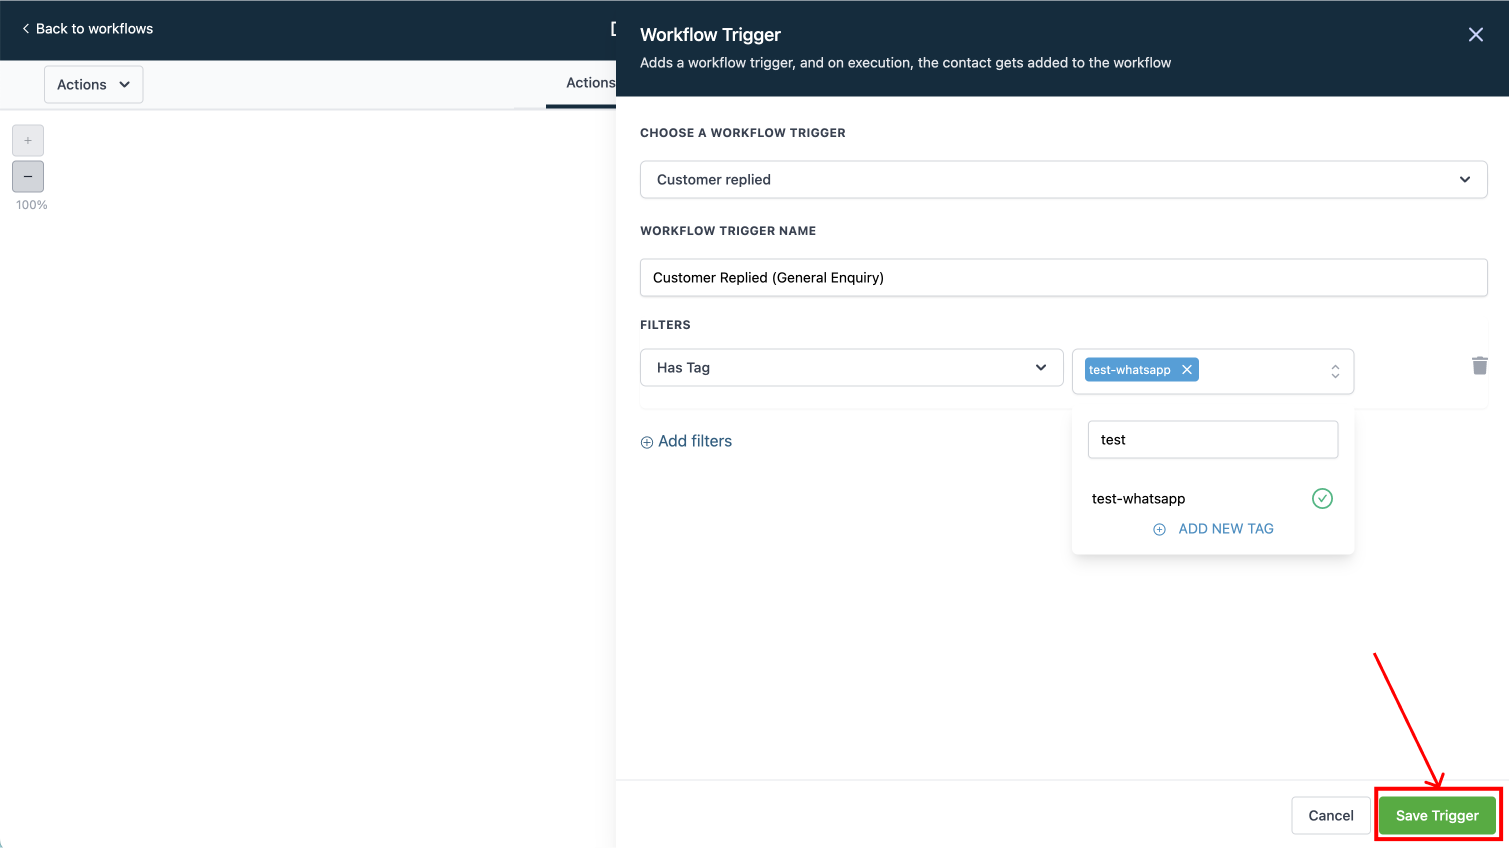 Back to workflows
Actions
Actions
100%
Workflow Trigger
Adds a workflow trigger, and on execution, the contact gets added to the workflow
CHOOSE A WORKFLOW TRIGGER
Customer replied
WORKFLOW TRIGGER NAME
Customer Replied (General Enquiry)
FILTERS
Has Tag
test-whatsapp
Add filters
test
test-whatsapp
ADD NEW TAG
Cancel
Save Trigger